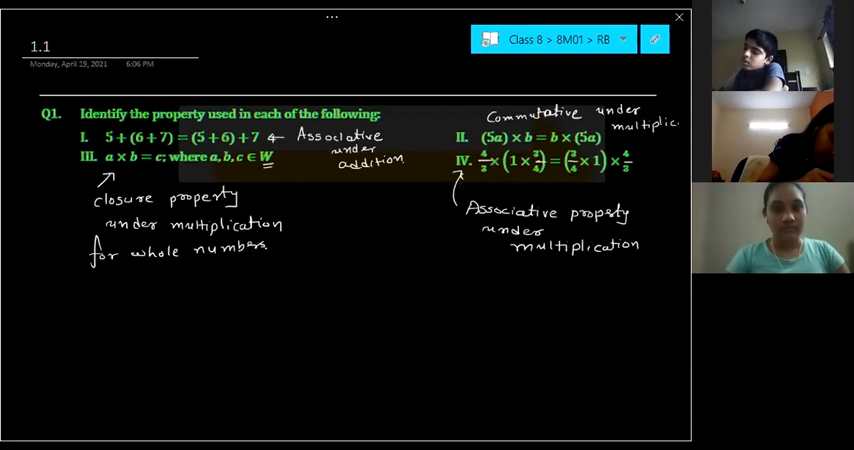 ...
Class 8 > 8M01 > RB
1.1
Monday, April 19, 2021 6:06 PM
Q1. Identify the property used in each of the following:
Commutative under
multiplic.
I. 5 + (6 + 7) = (5 + 6) + 7 ← Associative
under
addition
II. (5a) × b = b × (5a)
III. a × b = c; where a, b, c ∈ W
IV. 4/3 × (1 × 3/4) = (3/4 × 1) × 4/3
closure property
under multiplication
for whole numbers.
Associative property
under
multiplication